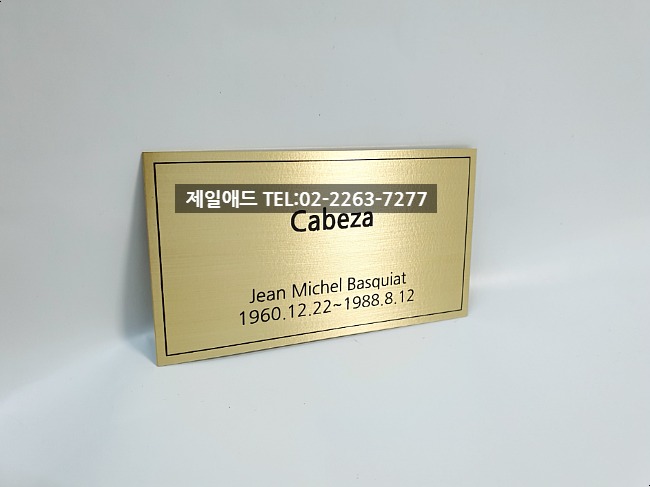 제일애드 TEL:02-2263-7277
Cabeza
Jean Michel Basquiat
1960.12.22~1988.8.12